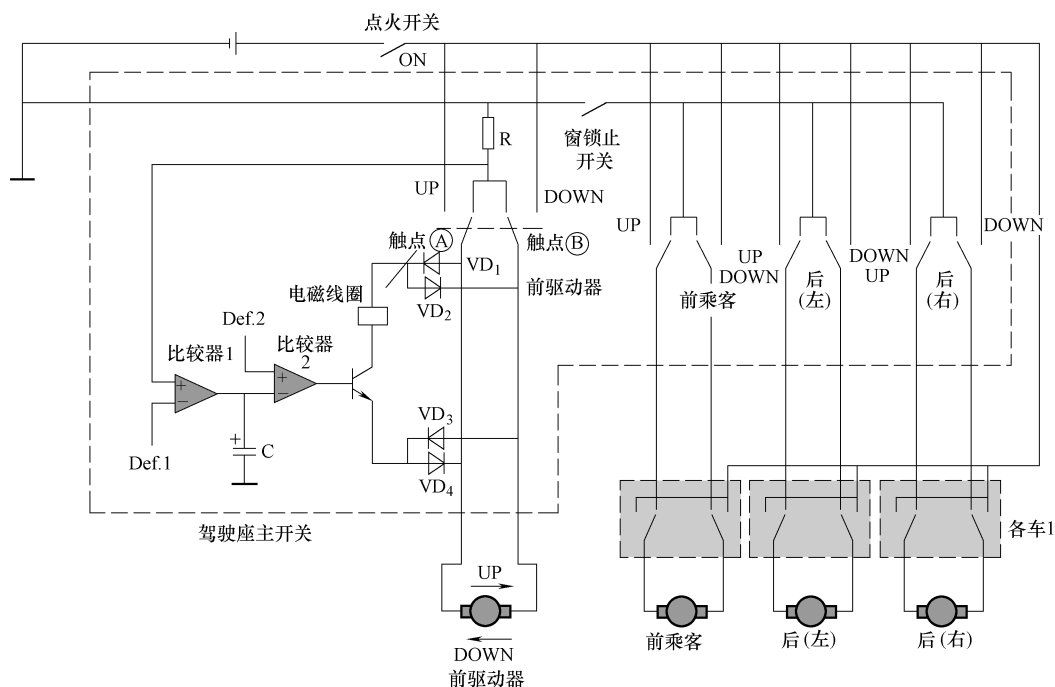 点火开关
ON
R
窗锁止
开关
UP
DOWN
UP
DOWN
触点Ⓐ
触点Ⓑ
VD1
UP
DOWN
DOWN
UP
前驱动器
电磁线圈
VD2
前乘客
后
(左)
后
(右)
Def.2
比较器1
比较器
2
VD3
C
Def.1
VD4
驾驶座主开关
各车1
UP
DOWN
前驱动器
前乘客
后 (左)
后 (右)